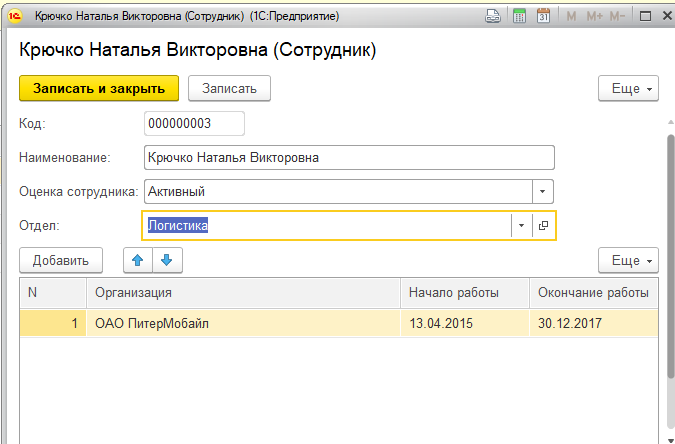 Крючко Наталья Викторовна (Сотрудник) (1С:Предприятие)
M M+ M-
Крючко Наталья Викторовна (Сотрудник)
Записать и закрыть Записать Еще
Код: 000000003
Наименование: Крючко Наталья Викторовна
Оценка сотрудника: Активный
Отдел: Логистика
Добавить Еще
N Организация Начало работы Окончание работы
1 ОАО ПитерМобайл 13.04.2015 30.12.2017